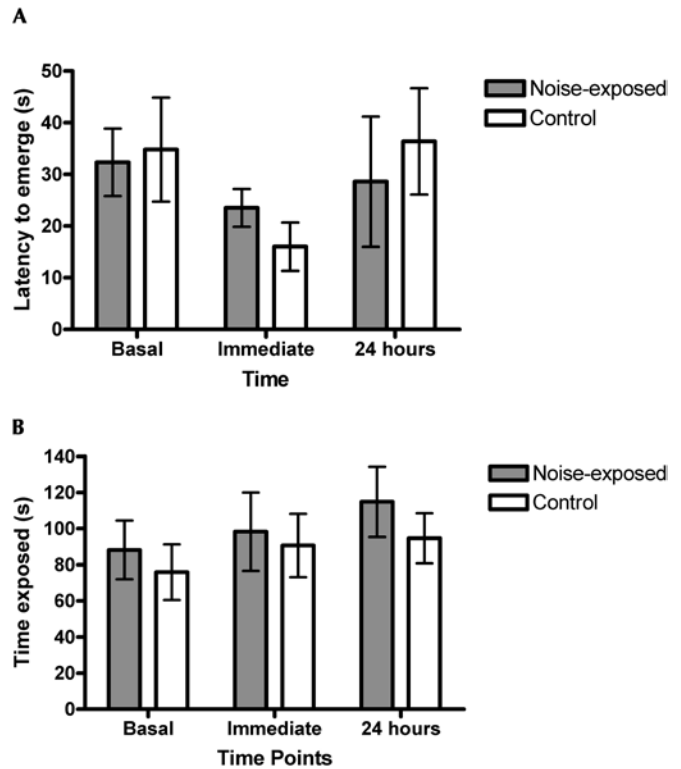 A
Latency to emerge (s)
50
40
30
20
10
0
Basal
Immediate
24 hours
Time
Noise-exposed
Control
B
Time exposed (s)
140
120
100
80
60
40
20
0
Basal
Immediate
24 hours
Time Points
Noise-exposed
Control